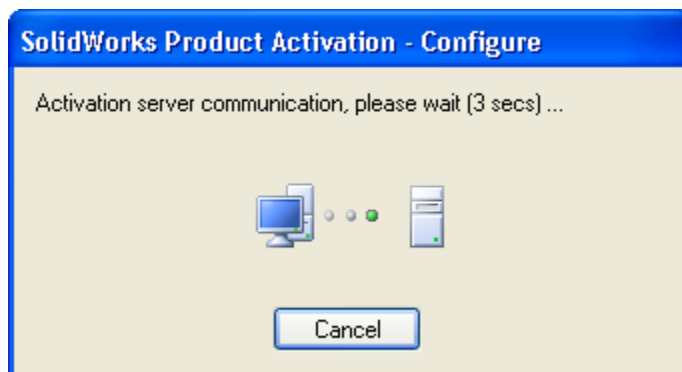 SolidWorks Product Activation - Configure
Activation server communication, please wait (3 secs) ...
Cancel